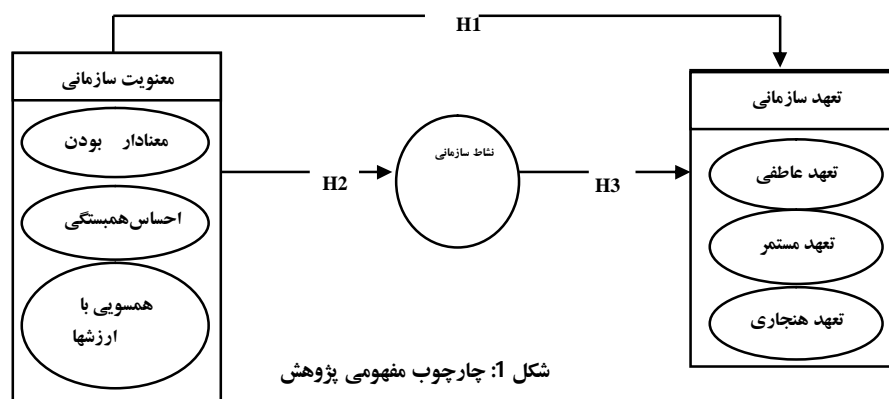 H1
معنویت سازمانی
معنادار بودن
احساس همبستگی
همسویی با
ارزشها
H2
نشاط سازمانی
H3
تعهد سازمانی
تعهد عاطفی
تعهد مستمر
تعهد هنجاری
شکل 1: چارچوب مفهومی پژوهش